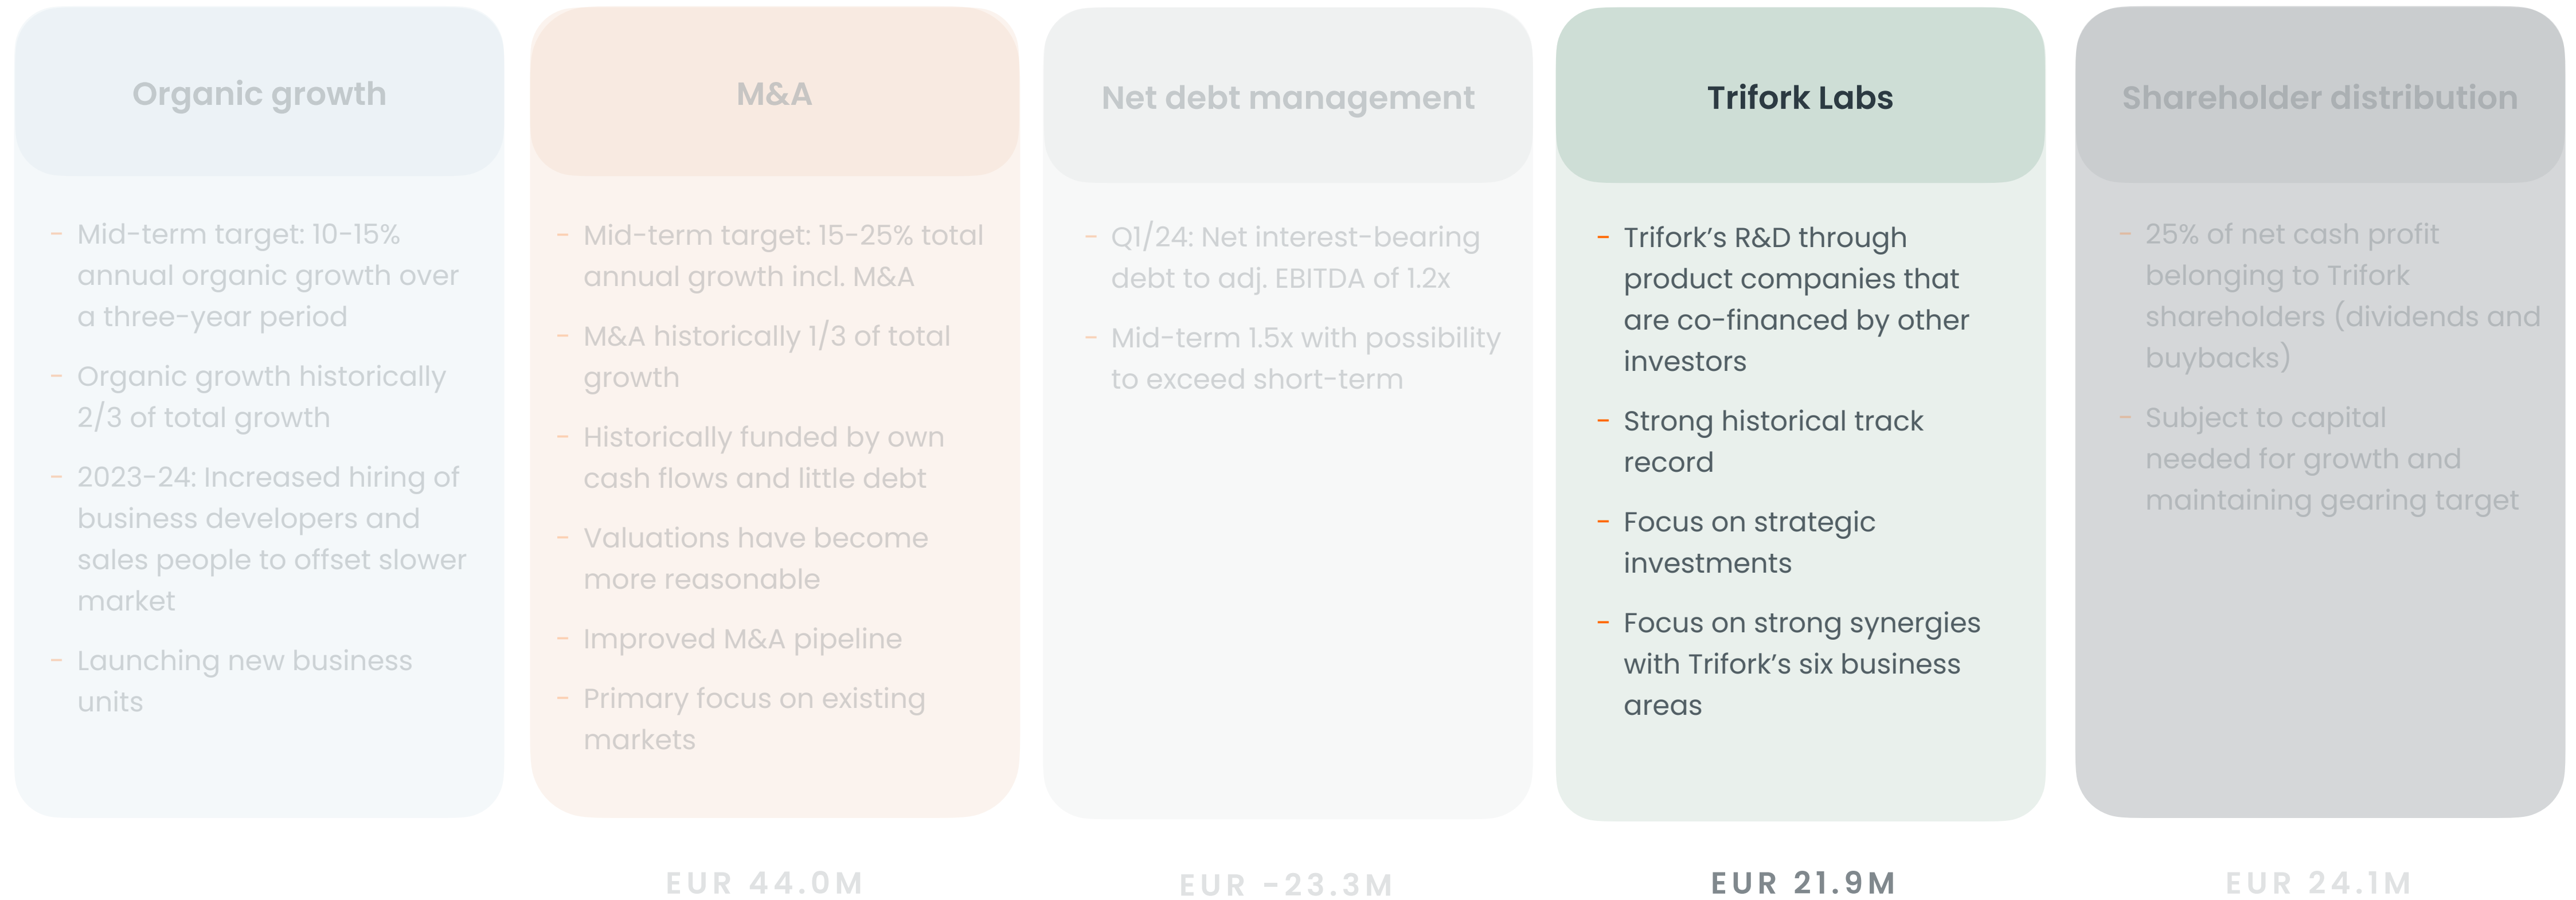 Organic growth
- Mid-term target: 10-15%
annual organic growth over
a three-year period
- Organic growth historically
2/3 of total growth
- 2023-24: Increased hiring of
business developers and
sales people to offset slower
market
- Launching new business
units
M&A
- Mid-term target: 15-25% total
annual growth incl. M&A
- M&A historically 1/3 of total
growth
- Historically funded by own
cash flows and little debt
- Valuations have become
more reasonable
- Improved M&A pipeline
- Primary focus on existing
markets
EUR 44.0M
Net debt management
- Q1/24: Net interest-bearing
debt to adj. EBITDA of 1.2x
- Mid-term 1.5x with possibility
to exceed short-term
EUR -23.3M
Trifork Labs
- Trifork’s R&D through
product companies that
are co-financed by other
investors
- Strong historical track
record
- Focus on strategic
investments
- Focus on strong synergies
with Trifork’s six business
areas
EUR 21.9M
Shareholder distribution
- 25% of net cash profit
belonging to Trifork
shareholders (dividends and
buybacks)
- Subject to capital
needed for growth and
maintaining gearing target
EUR 24.1M